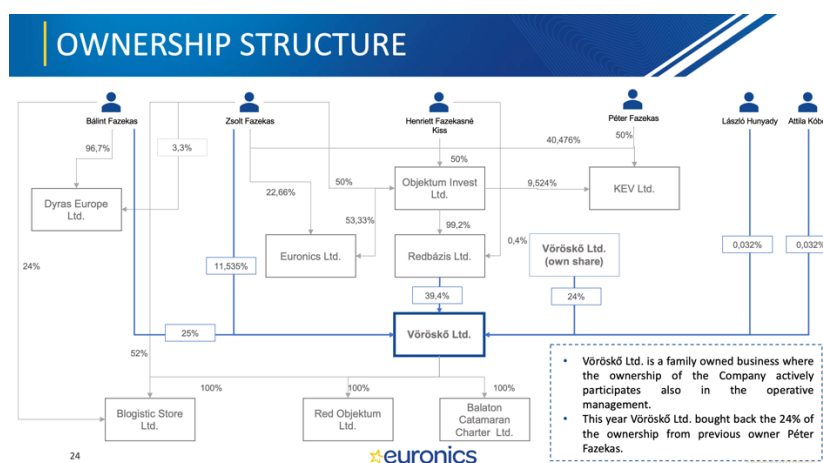 OWNERSHIP STRUCTURE
Bálint Fazekas
Zsolt Fazekas
Henriett Fazekasné
Kiss
Péter Fazekas
László Hunyady
Attila Kóbor
96,7%
3,3%
50%
40,476%
50%
Dyras Europe
Ltd.
22,66%
50%
Objektum Invest
Ltd.
9,524%
KEV Ltd.
53,33%
99,2%
Euronics Ltd.
Redbázis Ltd.
0,4%
Vöröskő Ltd.
(own share)
0,032%
0,032%
24%
11,535%
39,4%
24%
25%
Vöröskő Ltd.
52%
100%
100%
100%
Blogistic Store
Ltd.
Red Objektum Ltd.
Balaton
Catamaran
Charter Ltd.
• Vöröskő Ltd. is a family owned business where
the ownership of the Company actively
participates also in the operative
management.
• This year Vöröskő Ltd. bought back the 24% of
the ownership from previous owner Péter
Fazekas.
24
euronics